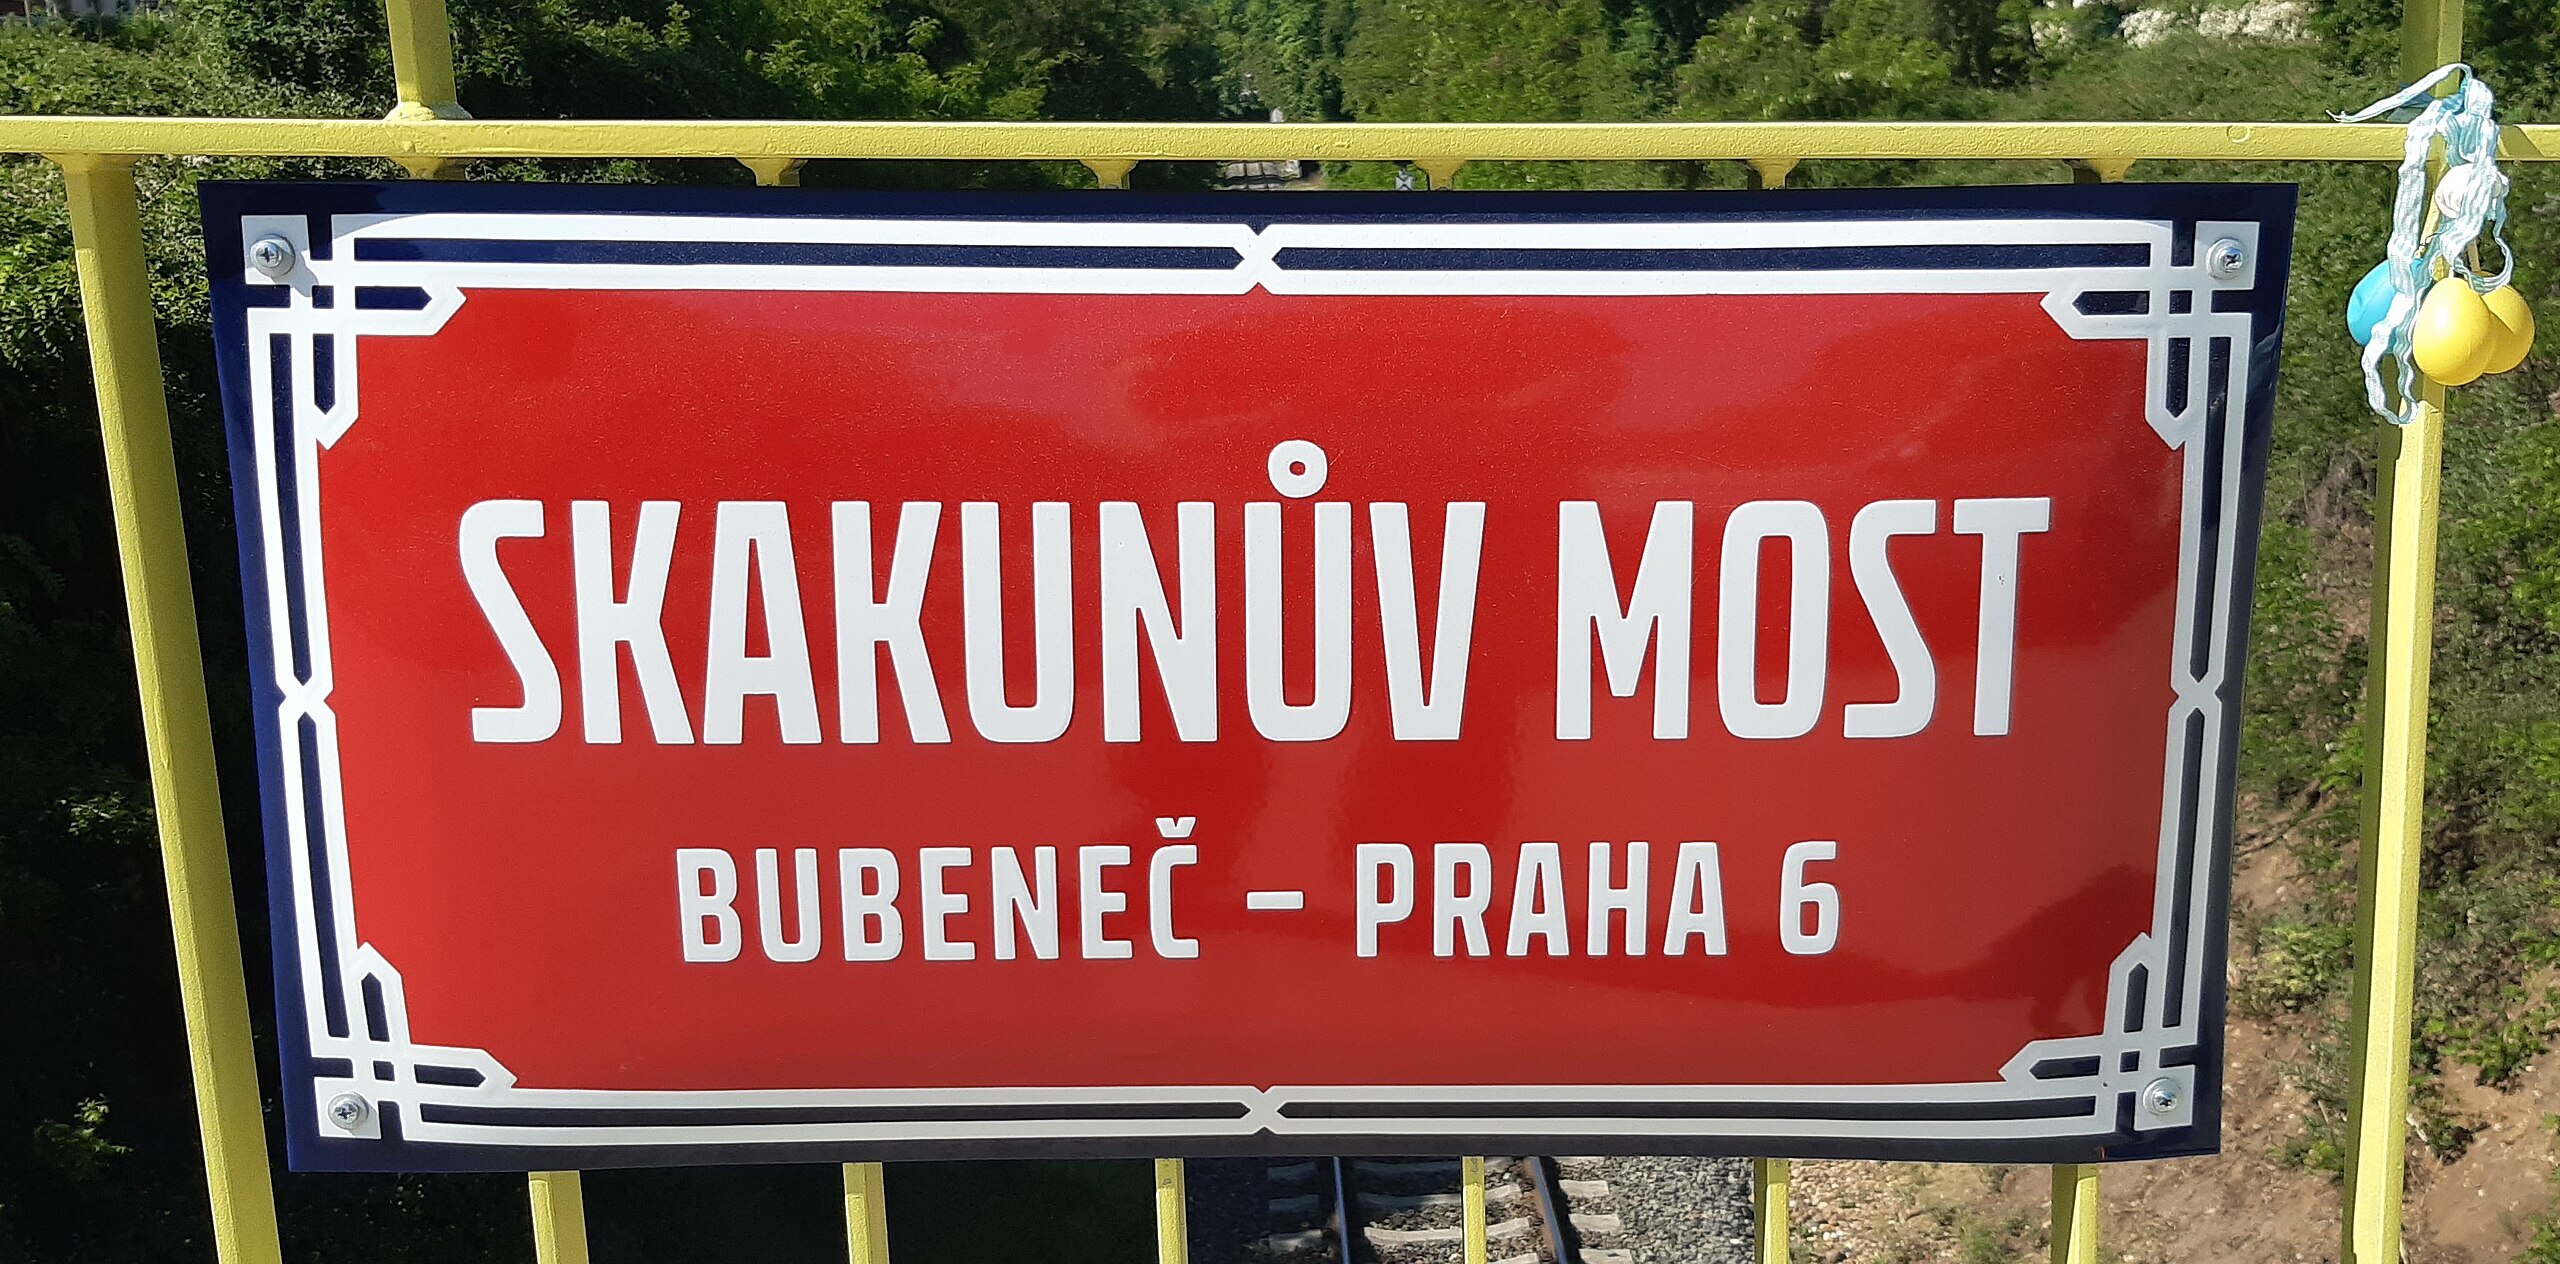 SKAKUNŮV MOST
BUBENEČ – PRAHA 6